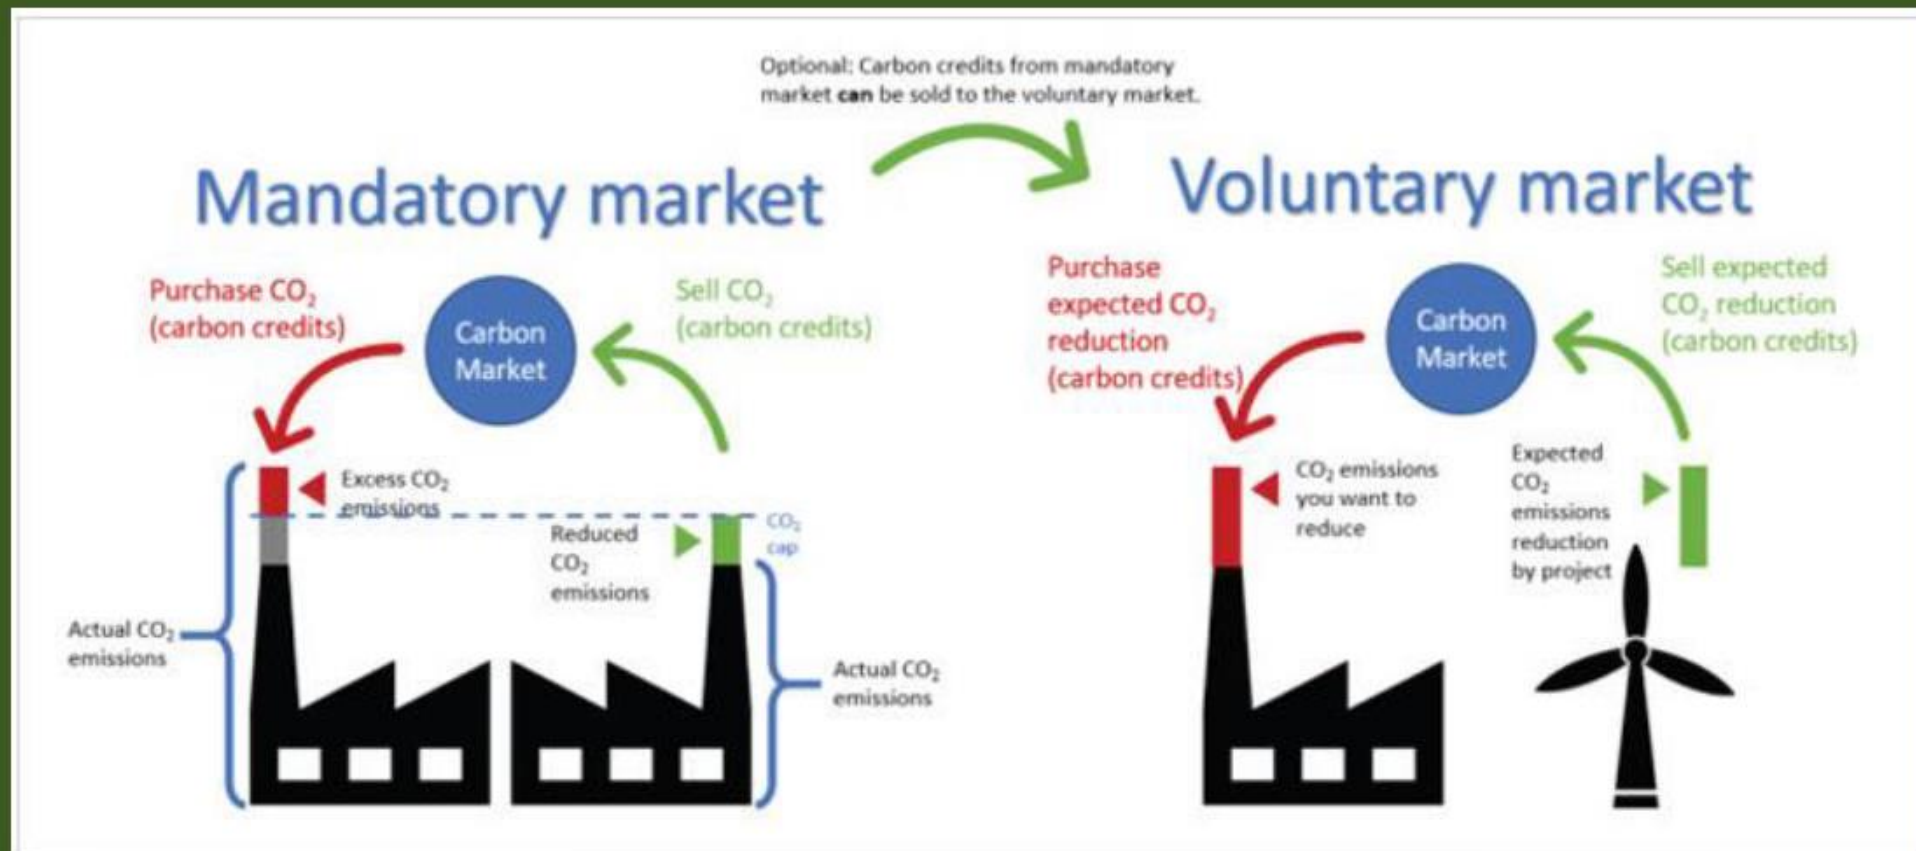 Optional: Carbon credits from mandatory
market can be sold to the voluntary market.
Mandatory market
Purchase CO₂
(carbon credits)
Carbon
Market
Sell CO₂
(carbon credits)
Excess CO₂
emissions
Reduced
CO₂
emissions
CO₂
cap
Actual CO₂
emissions
Actual CO₂
emissions
Voluntary market
Purchase
expected CO₂
reduction
(carbon credits)
Carbon
Market
Sell expected
CO₂ reduction
(carbon credits)
CO₂ emissions
you want to
reduce
Expected
CO₂
emissions
reduction
by project